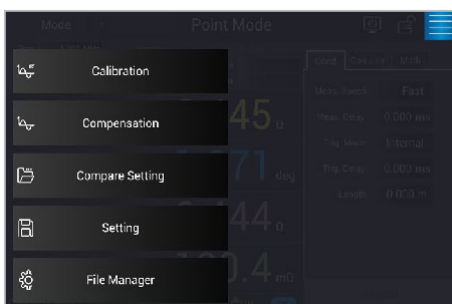 Mode
Point Mode
Calibration
Compensation
Compare Setting
Setting
File Manager
45 Ω
71 deg
44 Ω
0.4 mΩ
Math
Meas. Speed : Fast
Meas. Delay 0.000 ms
Trig. Mode Internal
Trig. Delay 0.000 ms
Length 0.000 m